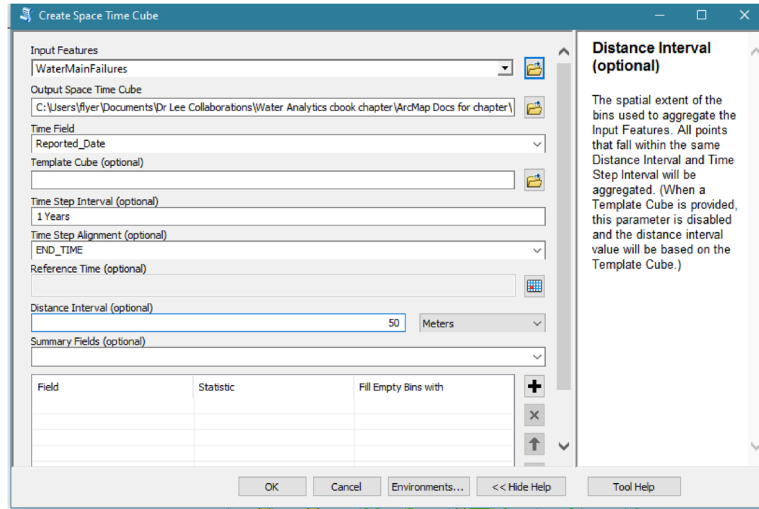 Create Space Time Cube
Input Features
WaterMainFailures
Output Space Time Cube
C:\Users\flyer\Documents\Dr Lee Collaborations\Water Analytics cbook chapter\ArcMap Docs for chapter\
Time Field
Reported_Date
Template Cube (optional)
Time Step Interval (optional)
1 Years
Time Step Alignment (optional)
END_TIME
Reference Time (optional)
Distance Interval (optional)
50 Meters
Summary Fields (optional)
Field Statistic Fill Empty Bins with
OK Cancel Environments... << Hide Help Tool Help
Distance Interval
(optional)
The spatial extent of the
bins used to aggregate the
Input Features. All points
that fall within the same
Distance Interval and Time
Step Interval will be
aggregated. (When a
Template Cube is provided,
this parameter is disabled
and the distance interval
value will be based on the
Template Cube.)